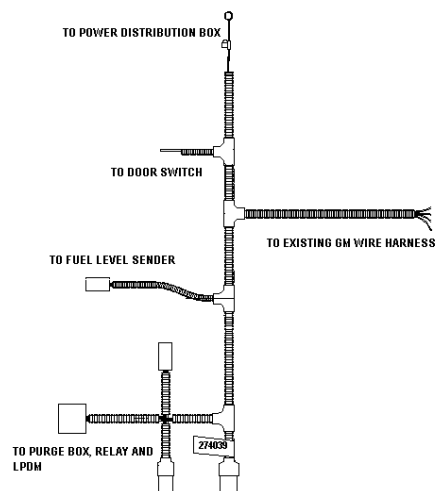 TO POWER DISTRIBUTION BOX
TO DOOR SWITCH
TO EXISTING GM WIRE HARNESS
TO FUEL LEVEL SENDER
274039
TO PURGE BOX, RELAY AND
LPDM